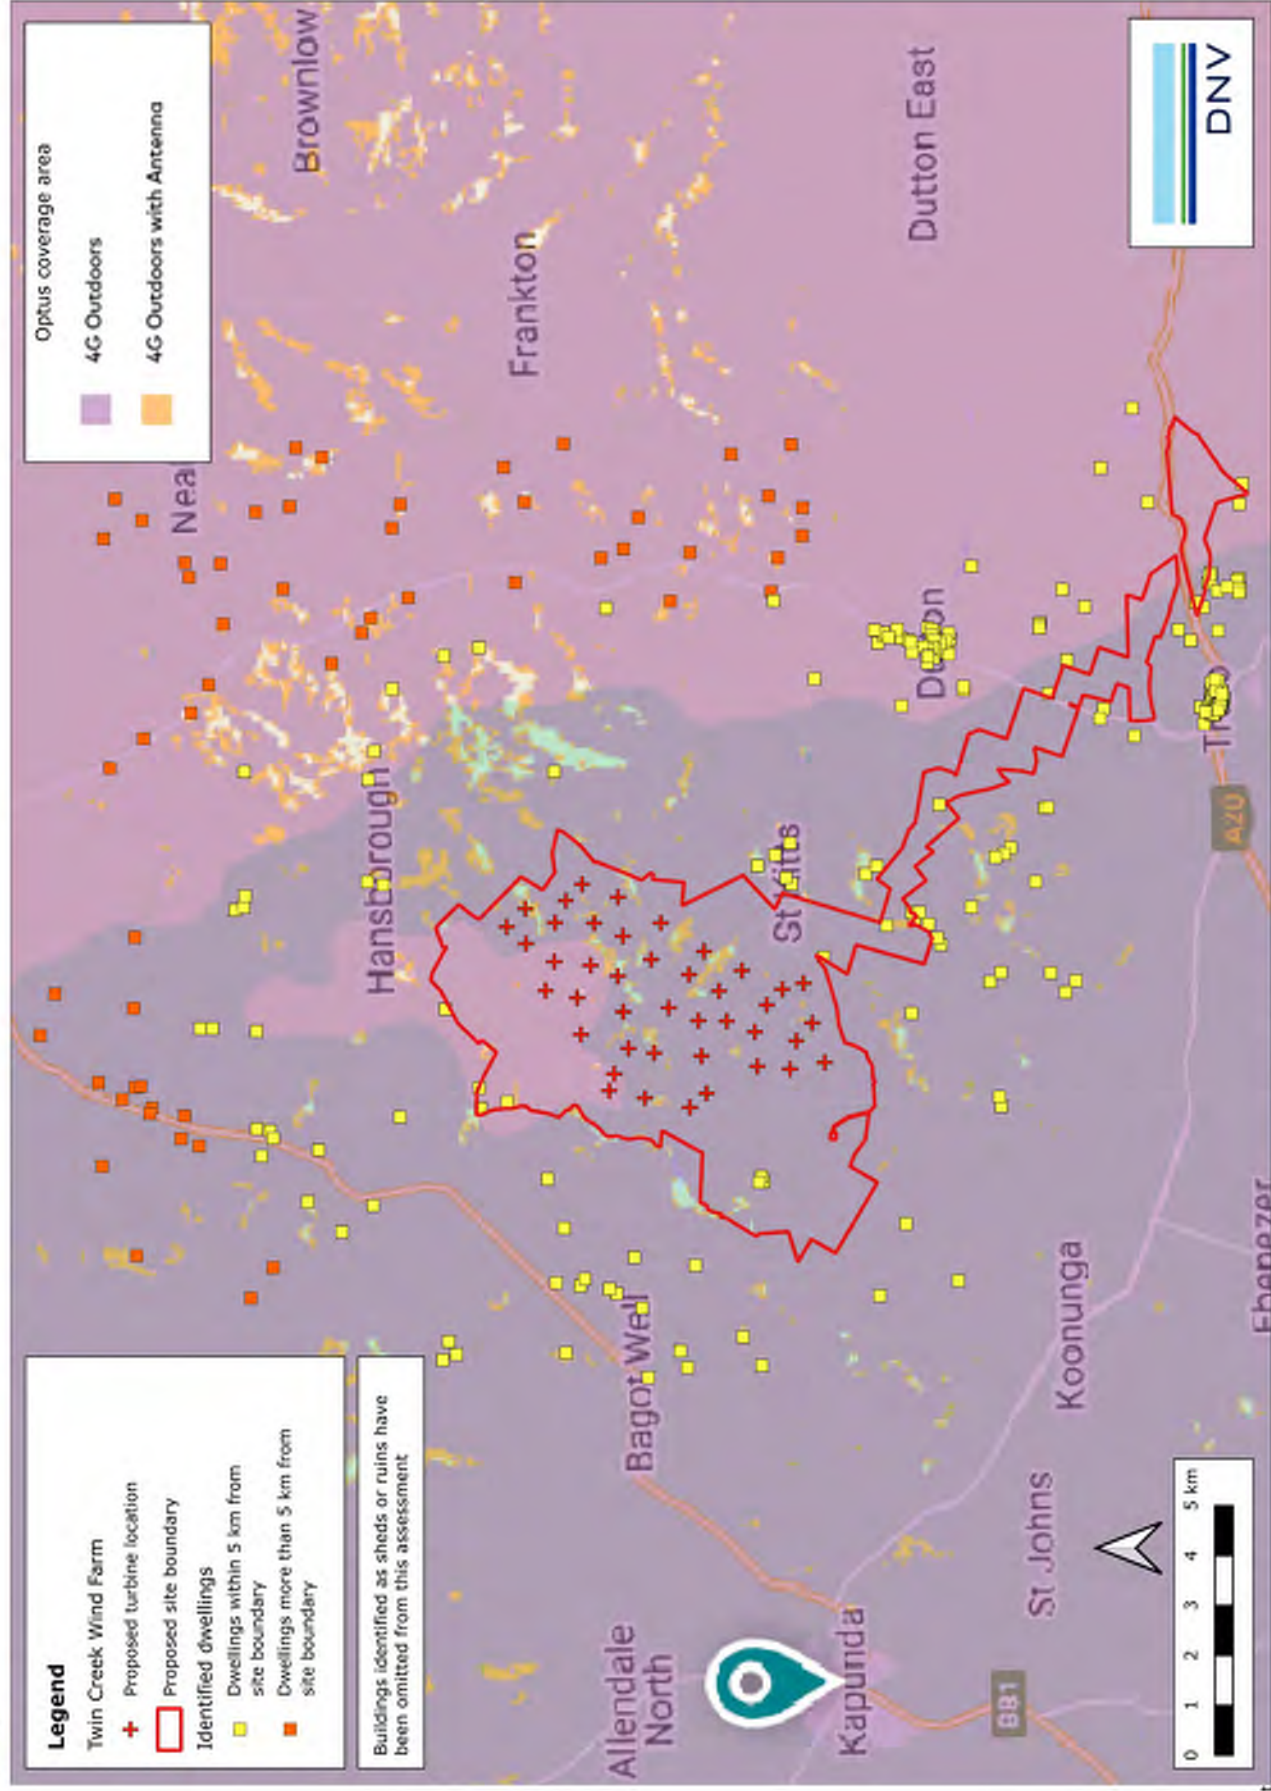 Legend
Twin Creek Wind Farm
Proposed turbine location
Proposed site boundary
Identified dwellings
Dwellings within 5 km from
site boundary
Dwellings more than 5 km from
site boundary
Buildings identified as sheds or ruins have
been omitted from this assessment
Optus coverage area
4G Outdoors
4G Outdoors with Antenna
Brownlow
Frankton
Hansborough
Dutton East
St Kitts
Bagot Well
Allendale
North
Kapunda
Koonunga
St Johns
Ebenezer
B81
A20
0 1 2 3 4 5 km
DNV